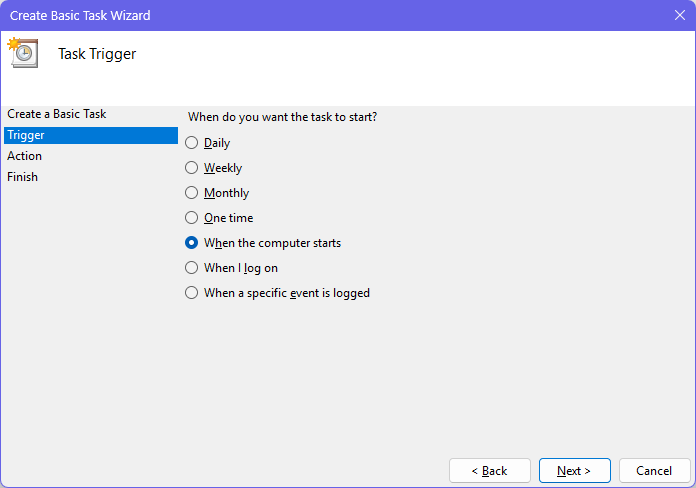 Create Basic Task Wizard
Task Trigger
Create a Basic Task
Trigger
Action
Finish
When do you want the task to start?
Daily
Weekly
Monthly
One time
When the computer starts
When I log on
When a specific event is logged
< Back
Next >
Cancel